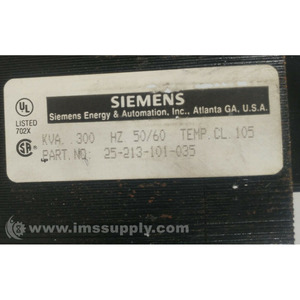 UL
LISTED
702X
SIEMENS
Siemens Energy & Automation, Inc., Atlanta GA, U.S.A.
KVA. .300 HZ 50/60 TEMP.CL 105
PART.NO: 25-213-101-035
www.imssupply.com